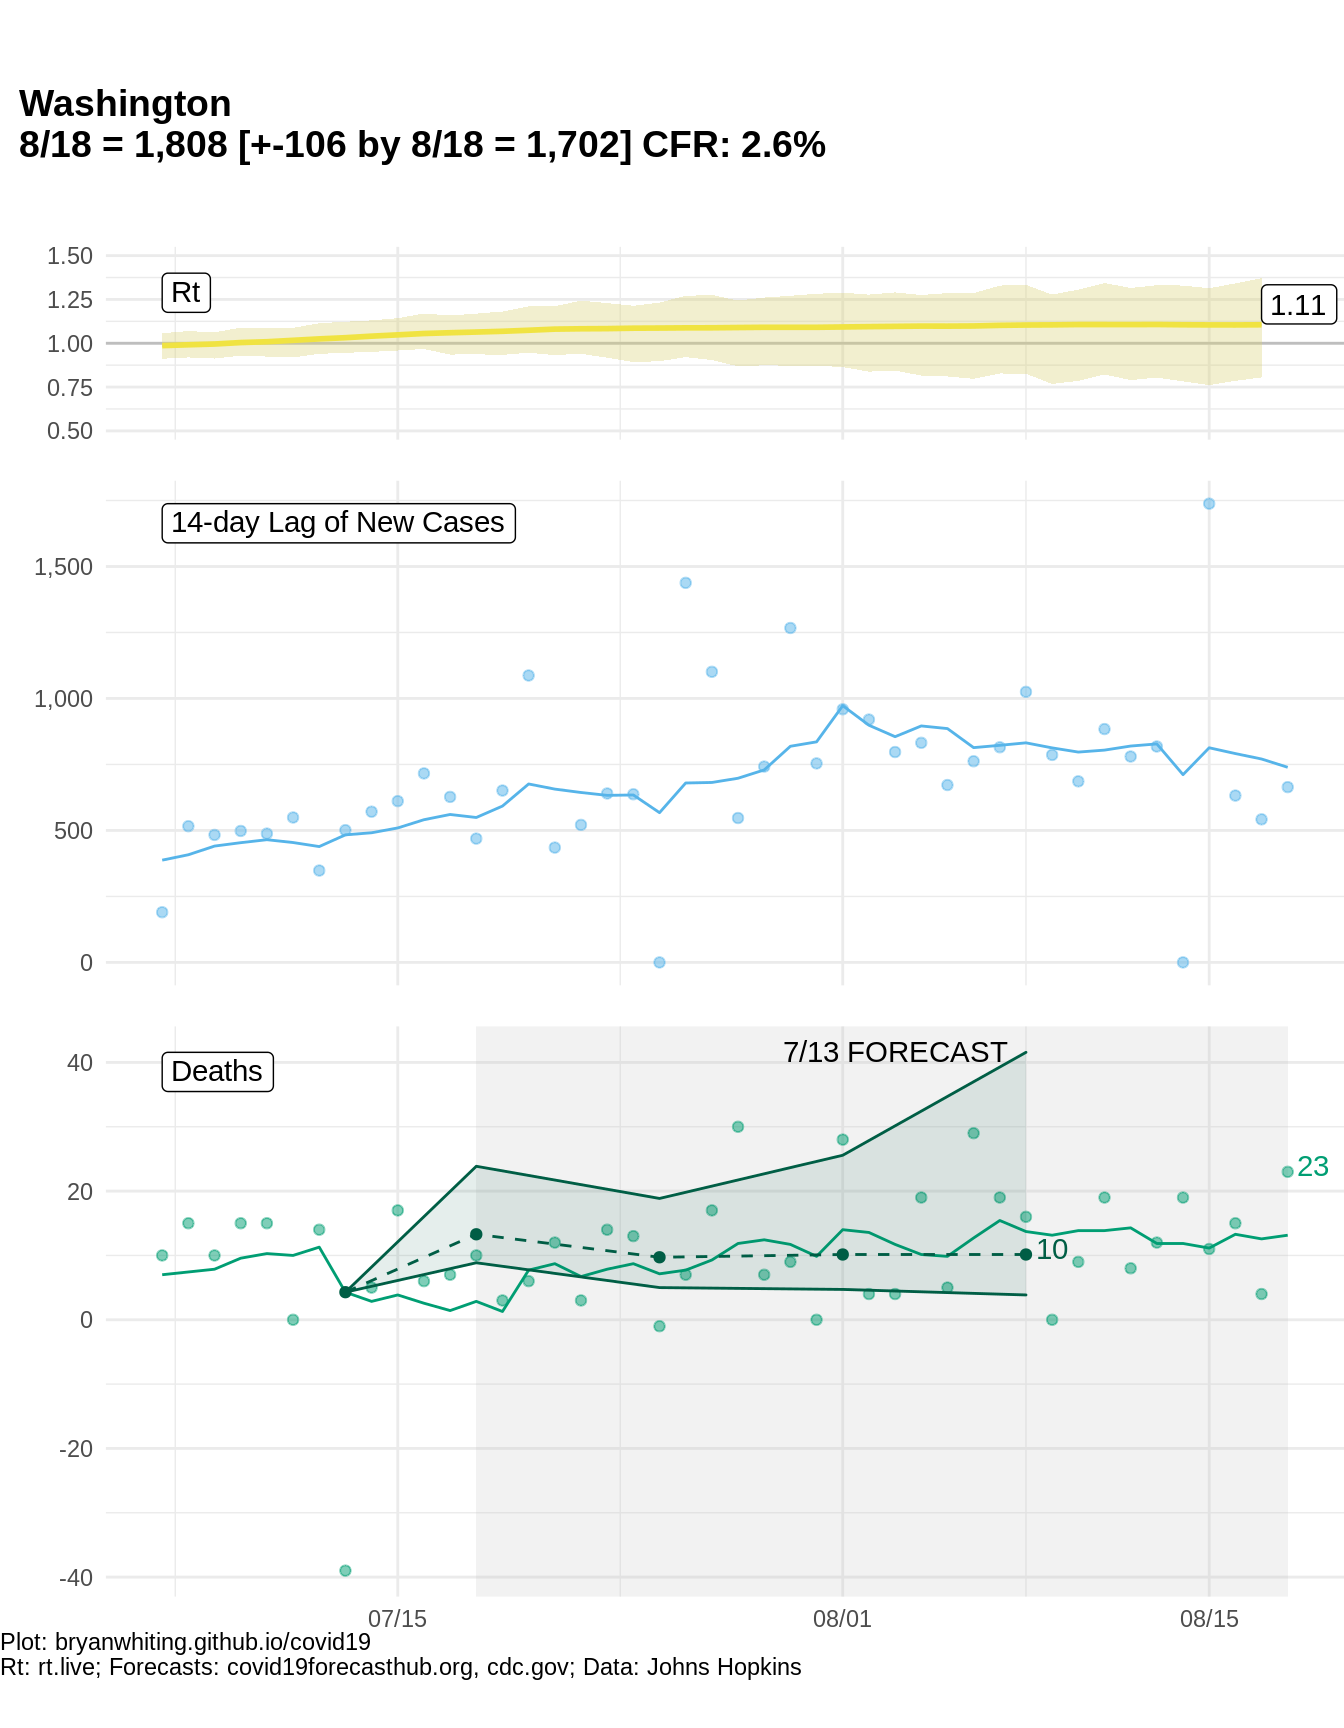 Washington
8/18 = 1,808 [+-106 by 8/18 = 1,702] CFR: 2.6%
1.50
1.25
1.00
0.75
0.50
Rt
1.11
14-day Lag of New Cases
1,500
1,000
500
0
Deaths
7/13 FORECAST
40
20
0
-20
-40
23
10
07/15
08/01
08/15
Plot: bryanwhiting.github.io/covid19
Rt: rt.live; Forecasts: covid19forecasthub.org, cdc.gov; Data: Johns Hopkins